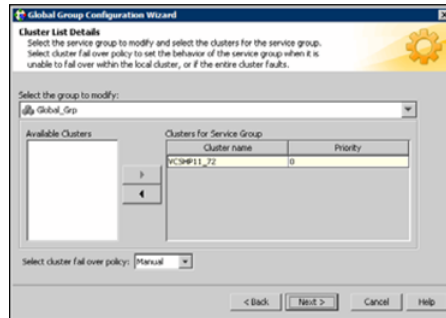 Global Group Configuration Wizard
Cluster List Details
Select the service group to modify and select the clusters for the service group.
Select cluster fail over policy to set the behavior of the service group when it is
unable to fail over within the local cluster, or if the entire cluster faults.
Select the group to modify:
Global_Grp
Available Clusters
Clusters for Service Group
Cluster name Priority
VCSMP11_72 0
Select cluster fail over policy: Manual
< Back Next > Cancel Help